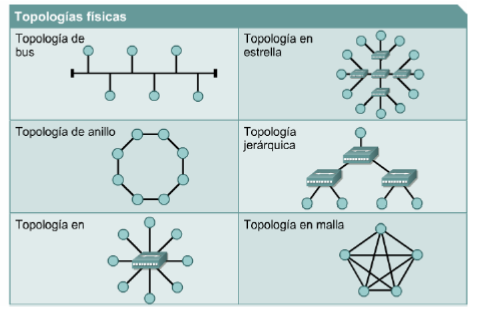 Topologías físicas
Topología de
bus
Topología en
estrella
Topología de anillo
Topología
jerárquica
Topología en
Topología en malla